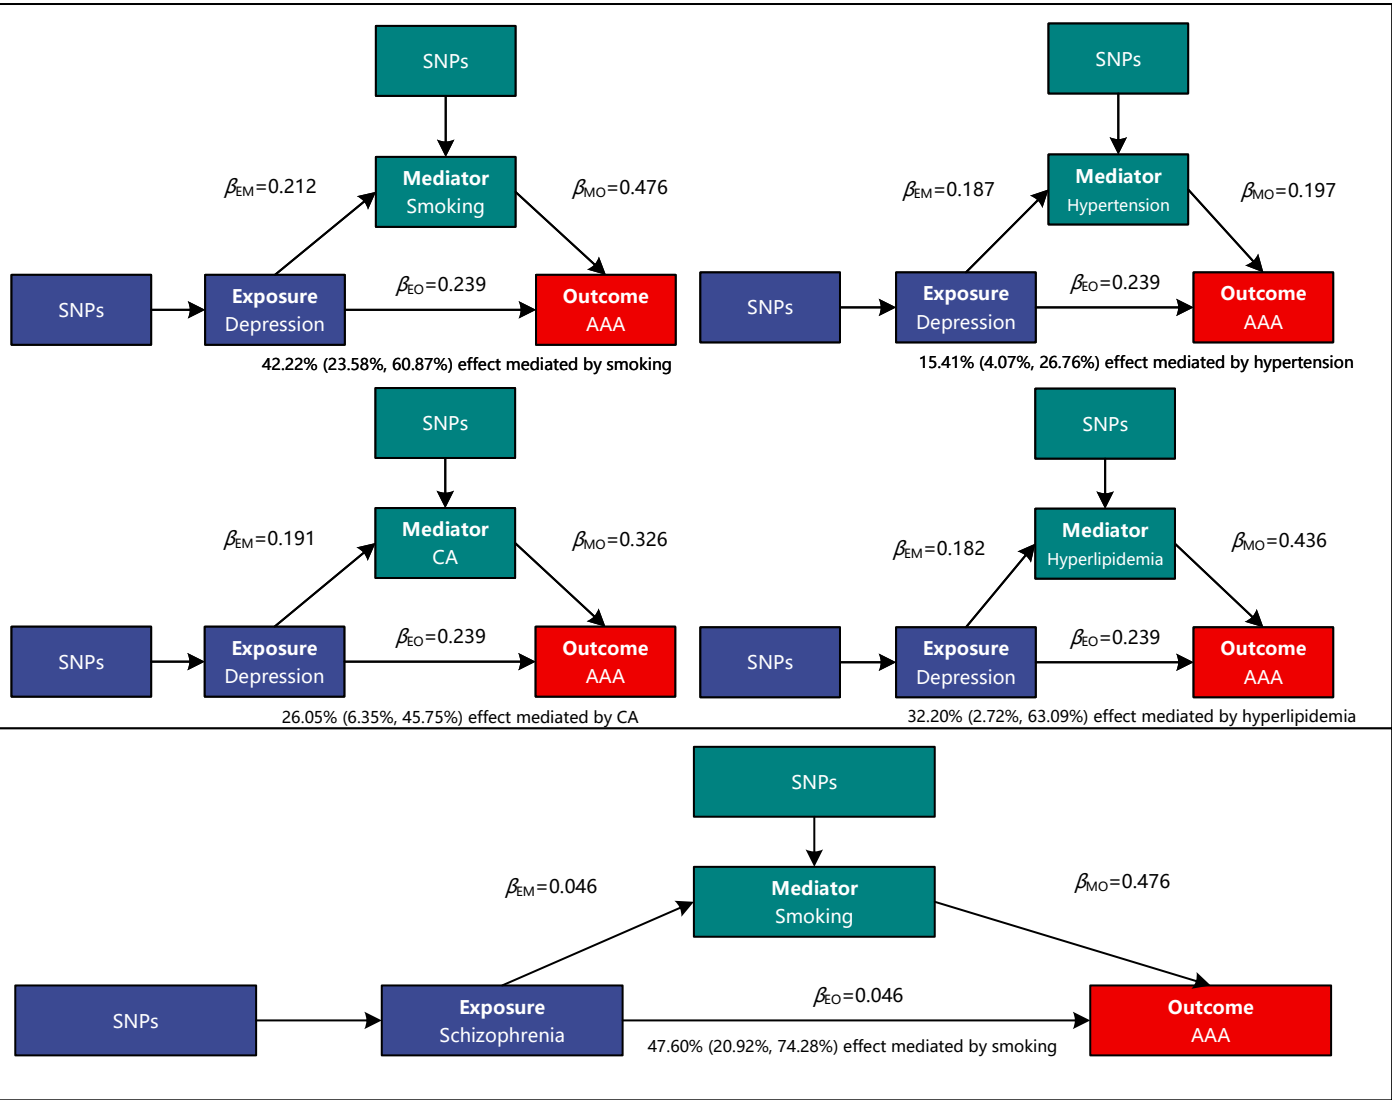 SNPs
Mediator
Smoking
βEM=0.212
βMO=0.476
SNPs
Exposure
Depression
βEO=0.239
Outcome
AAA
42.22% (23.58%, 60.87%) effect mediated by smoking
SNPs
Mediator
Hypertension
βEM=0.187
βMO=0.197
SNPs
Exposure
Depression
βEO=0.239
Outcome
AAA
15.41% (4.07%, 26.76%) effect mediated by hypertension
SNPs
Mediator
CA
βEM=0.191
βMO=0.326
SNPs
Exposure
Depression
βEO=0.239
Outcome
AAA
26.05% (6.35%, 45.75%) effect mediated by CA
SNPs
Mediator
Hyperlipidemia
βEM=0.182
βMO=0.436
SNPs
Exposure
Depression
βEO=0.239
Outcome
AAA
32.20% (2.72%, 63.09%) effect mediated by hyperlipidemia
SNPs
Mediator
Smoking
βEM=0.046
βMO=0.476
SNPs
Exposure
Schizophrenia
βEO=0.046
Outcome
AAA
47.60% (20.92%, 74.28%) effect mediated by smoking